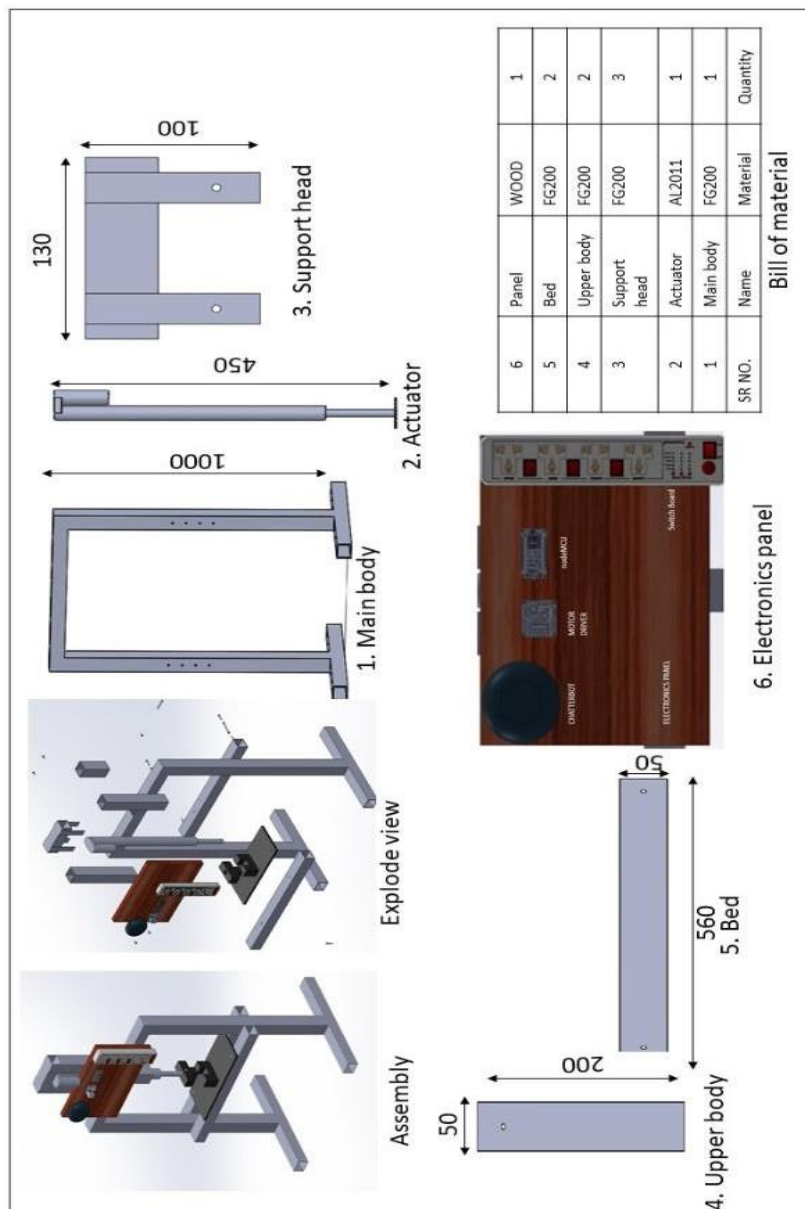 Assembly
Explode view
1000
1. Main body
450
2. Actuator
130
100
3. Support head
50
200
4. Upper body
50
560
5. Bed
CHATTERBOT
MOTOR
DRIVER
nodeMCU
ELECTRONICS PANEL
Switch Board
6. Electronics panel
6 Panel WOOD 1
5 Bed FG200 2
4 Upper body FG200 2
3 Support head FG200 3
2 Actuator AL2011 1
1 Main body FG200 1
SR NO. Name Material Quantity
Bill of material